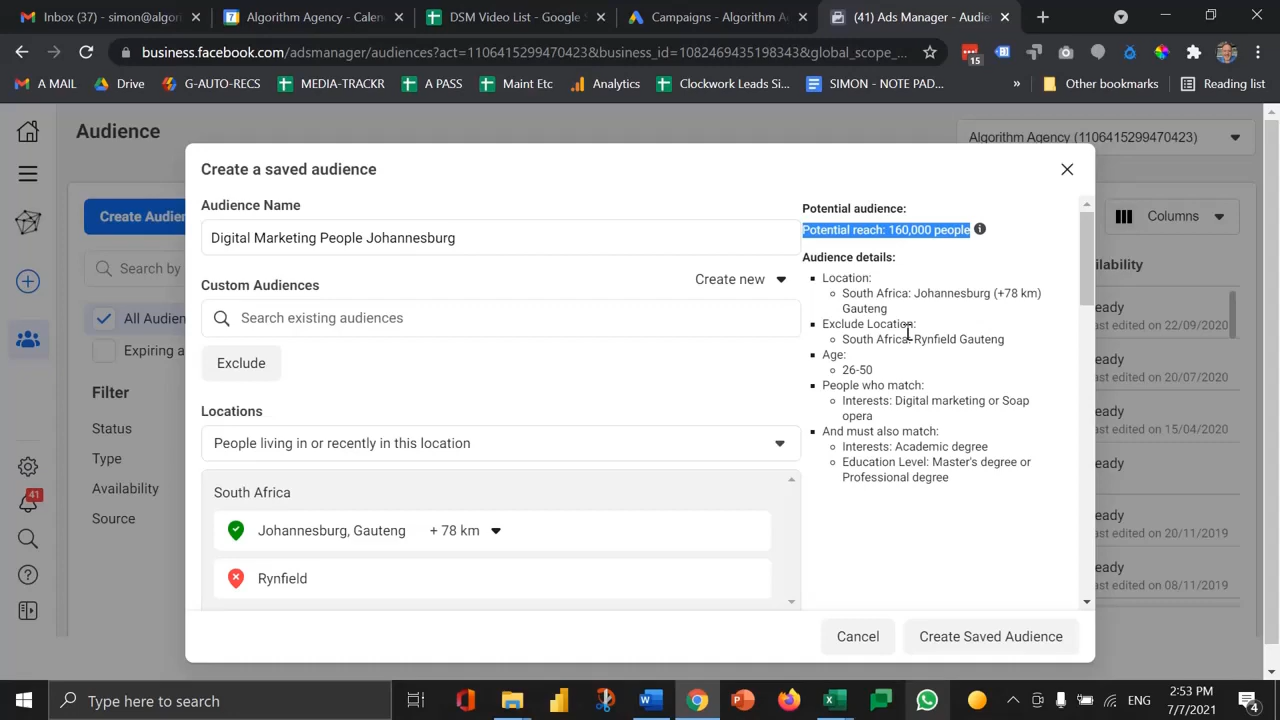 Inbox (37) - simon@algori
Algorithm Agency - Calen
DSM Video List - Google S
Campaigns - Algorithm A
(41) Ads Manager - Audie
business.facebook.com/adsmanager/audiences?act=1106415299470423&business_id=1082469435198343&global_scope_...
15
A MAIL
Drive
G-AUTO-RECS
MEDIA-TRACKR
A PASS
Maint Etc
Analytics
Clockwork Leads Si...
SIMON - NOTE PAD...
»
Other bookmarks
Reading list
Audience
Algorithm Agency (1106415299470423)
Create Audien
Columns
Search by
All Audien
Expiring a
Filter
Status
Type
Availability
Source
41
Create a saved audience
Audience Name
Digital Marketing People Johannesburg
Create new
Custom Audiences
Search existing audiences
Exclude
Locations
People living in or recently in this location
South Africa
Johannesburg, Gauteng + 78 km
Rynfield
Potential audience:
Potential reach: 160,000 people
Audience details:
Location:
South Africa: Johannesburg (+78 km)
Gauteng
Exclude Location:
South Africa: Rynfield Gauteng
Age:
26-50
People who match:
Interests: Digital marketing or Soap
opera
And must also match:
Interests: Academic degree
Education Level: Master's degree or
Professional degree
Cancel
Create Saved Audience
ailability
eady
ast edited on 22/09/2020
eady
ast edited on 20/07/2020
eady
ast edited on 15/04/2020
eady
eady
ast edited on 20/11/2019
eady
ast edited on 08/11/2019
Type here to search
ENG
2:53 PM
7/7/2021
4